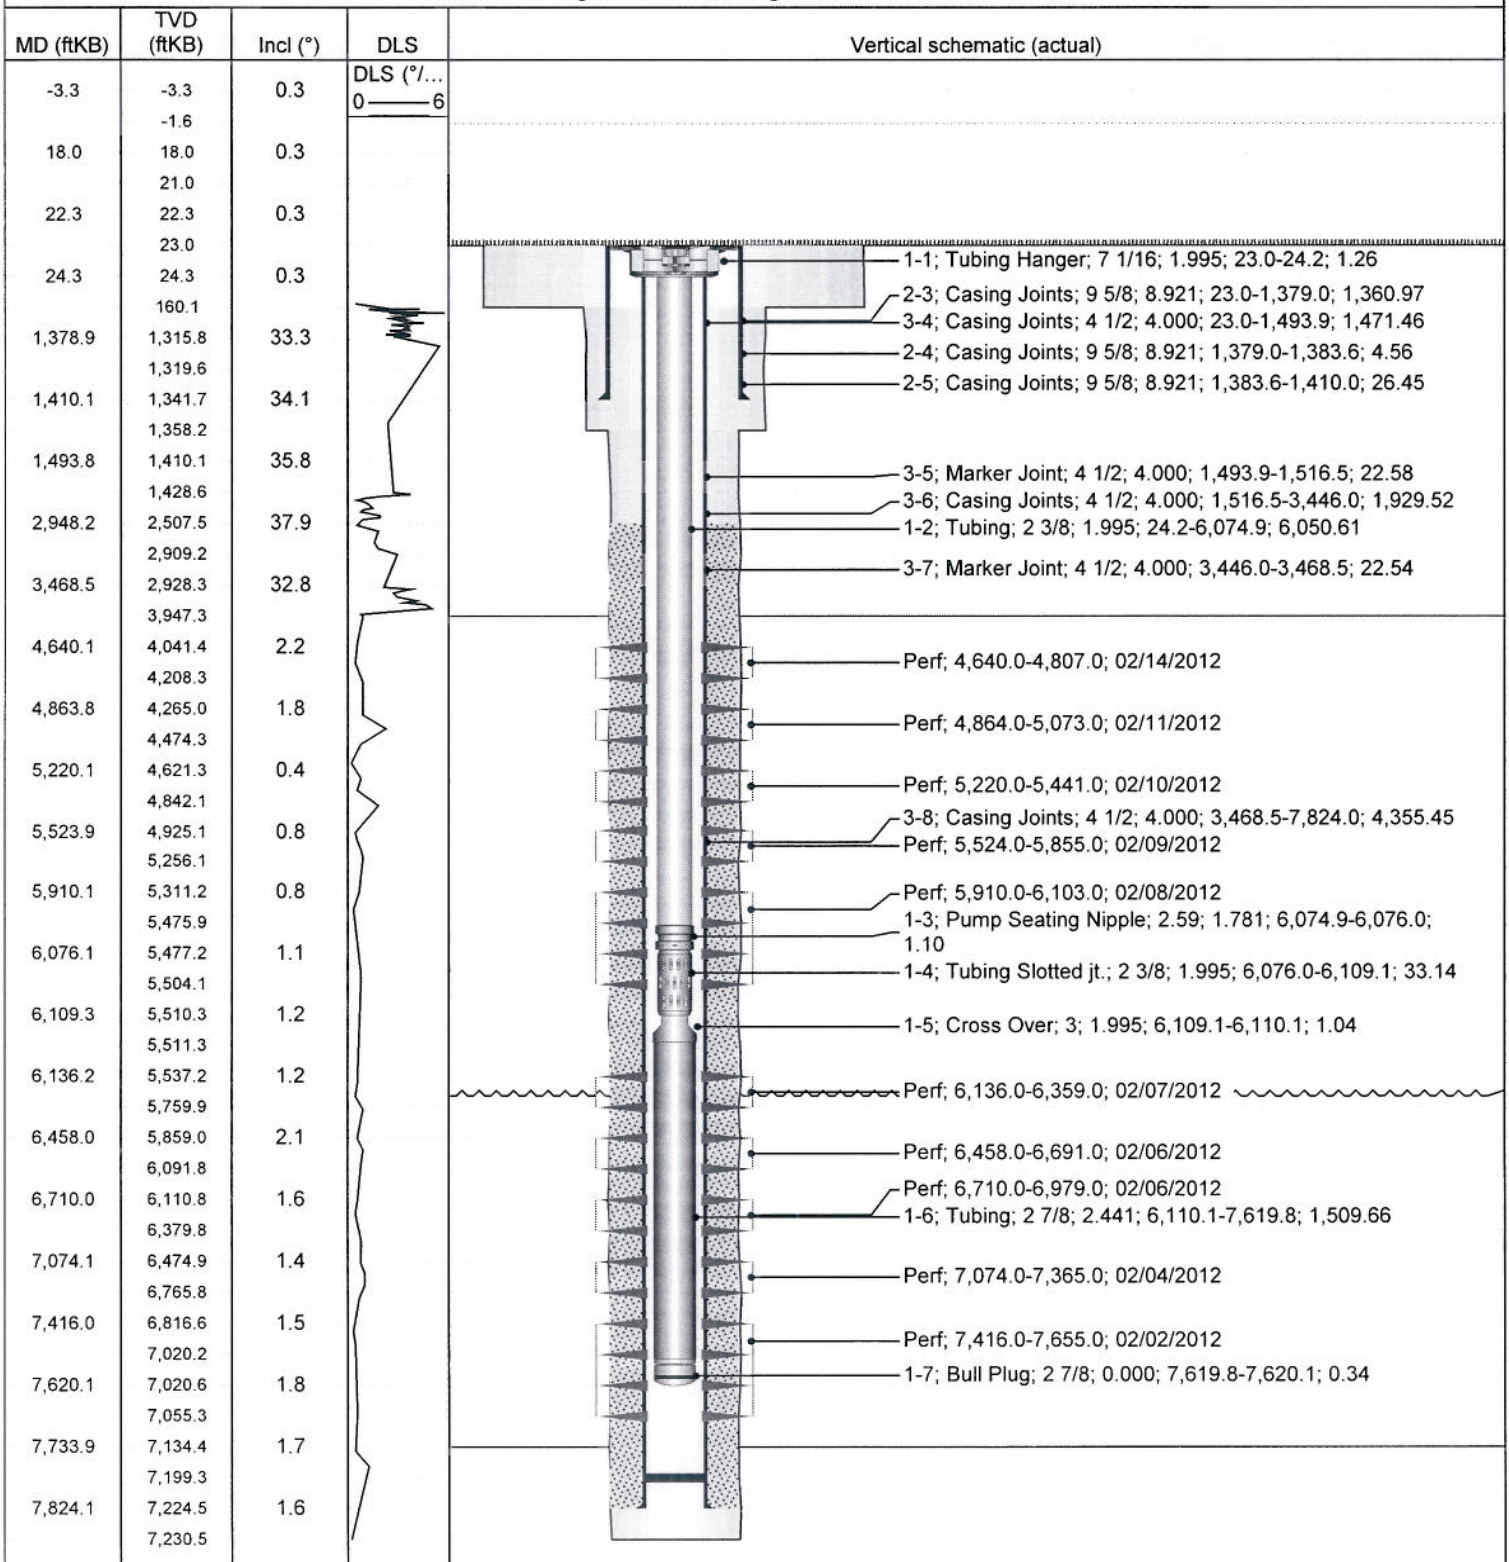 MD (ftKB) TVD (ftKB) Incl (°) DLS Vertical schematic (actual)
DLS (°/...
0 6
-3.3 -3.3 0.3
-1.6
18.0 18.0 0.3
21.0
22.3 22.3 0.3
23.0
24.3 24.3 0.3
160.1
1,378.9 1,315.8 33.3
1,319.6
1,410.1 1,341.7 34.1
1,358.2
1,493.8 1,410.1 35.8
1,428.6
2,948.2 2,507.5 37.9
2,909.2
3,468.5 2,928.3 32.8
3,947.3
4,640.1 4,041.4 2.2
4,208.3
4,863.8 4,265.0 1.8
4,474.3
5,220.1 4,621.3 0.4
4,842.1
5,523.9 4,925.1 0.8
5,256.1
5,910.1 5,311.2 0.8
5,475.9
6,076.1 5,477.2 1.1
5,504.1
6,109.3 5,510.3 1.2
5,511.3
6,136.2 5,537.2 1.2
5,759.9
6,458.0 5,859.0 2.1
6,091.8
6,710.0 6,110.8 1.6
6,379.8
7,074.1 6,474.9 1.4
6,765.8
7,416.0 6,816.6 1.5
7,020.2
7,620.1 7,020.6 1.8
7,055.3
7,733.9 7,134.4 1.7
7,199.3
7,824.1 7,224.5 1.6
7,230.5
1-1; Tubing Hanger; 7 1/16; 1.995; 23.0-24.2; 1.26
2-3; Casing Joints; 9 5/8; 8.921; 23.0-1,379.0; 1,360.97
3-4; Casing Joints; 4 1/2; 4.000; 23.0-1,493.9; 1,471.46
2-4; Casing Joints; 9 5/8; 8.921; 1,379.0-1,383.6; 4.56
2-5; Casing Joints; 9 5/8; 8.921; 1,383.6-1,410.0; 26.45
3-5; Marker Joint; 4 1/2; 4.000; 1,493.9-1,516.5; 22.58
3-6; Casing Joints; 4 1/2; 4.000; 1,516.5-3,446.0; 1,929.52
1-2; Tubing; 2 3/8; 1.995; 24.2-6,074.9; 6,050.61
3-7; Marker Joint; 4 1/2; 4.000; 3,446.0-3,468.5; 22.54
Perf; 4,640.0-4,807.0; 02/14/2012
Perf; 4,864.0-5,073.0; 02/11/2012
Perf; 5,220.0-5,441.0; 02/10/2012
3-8; Casing Joints; 4 1/2; 4.000; 3,468.5-7,824.0; 4,355.45
Perf; 5,524.0-5,855.0; 02/09/2012
Perf; 5,910.0-6,103.0; 02/08/2012
1-3; Pump Seating Nipple; 2.59; 1.781; 6,074.9-6,076.0;
1.10
1-4; Tubing Slotted jt.; 2 3/8; 1.995; 6,076.0-6,109.1; 33.14
1-5; Cross Over; 3; 1.995; 6,109.1-6,110.1; 1.04
Perf; 6,136.0-6,359.0; 02/07/2012
Perf; 6,458.0-6,691.0; 02/06/2012
Perf; 6,710.0-6,979.0; 02/06/2012
1-6; Tubing; 2 7/8; 2.441; 6,110.1-7,619.8; 1,509.66
Perf; 7,074.0-7,365.0; 02/04/2012
Perf; 7,416.0-7,655.0; 02/02/2012
1-7; Bull Plug; 2 7/8; 0.000; 7,619.8-7,620.1; 0.34